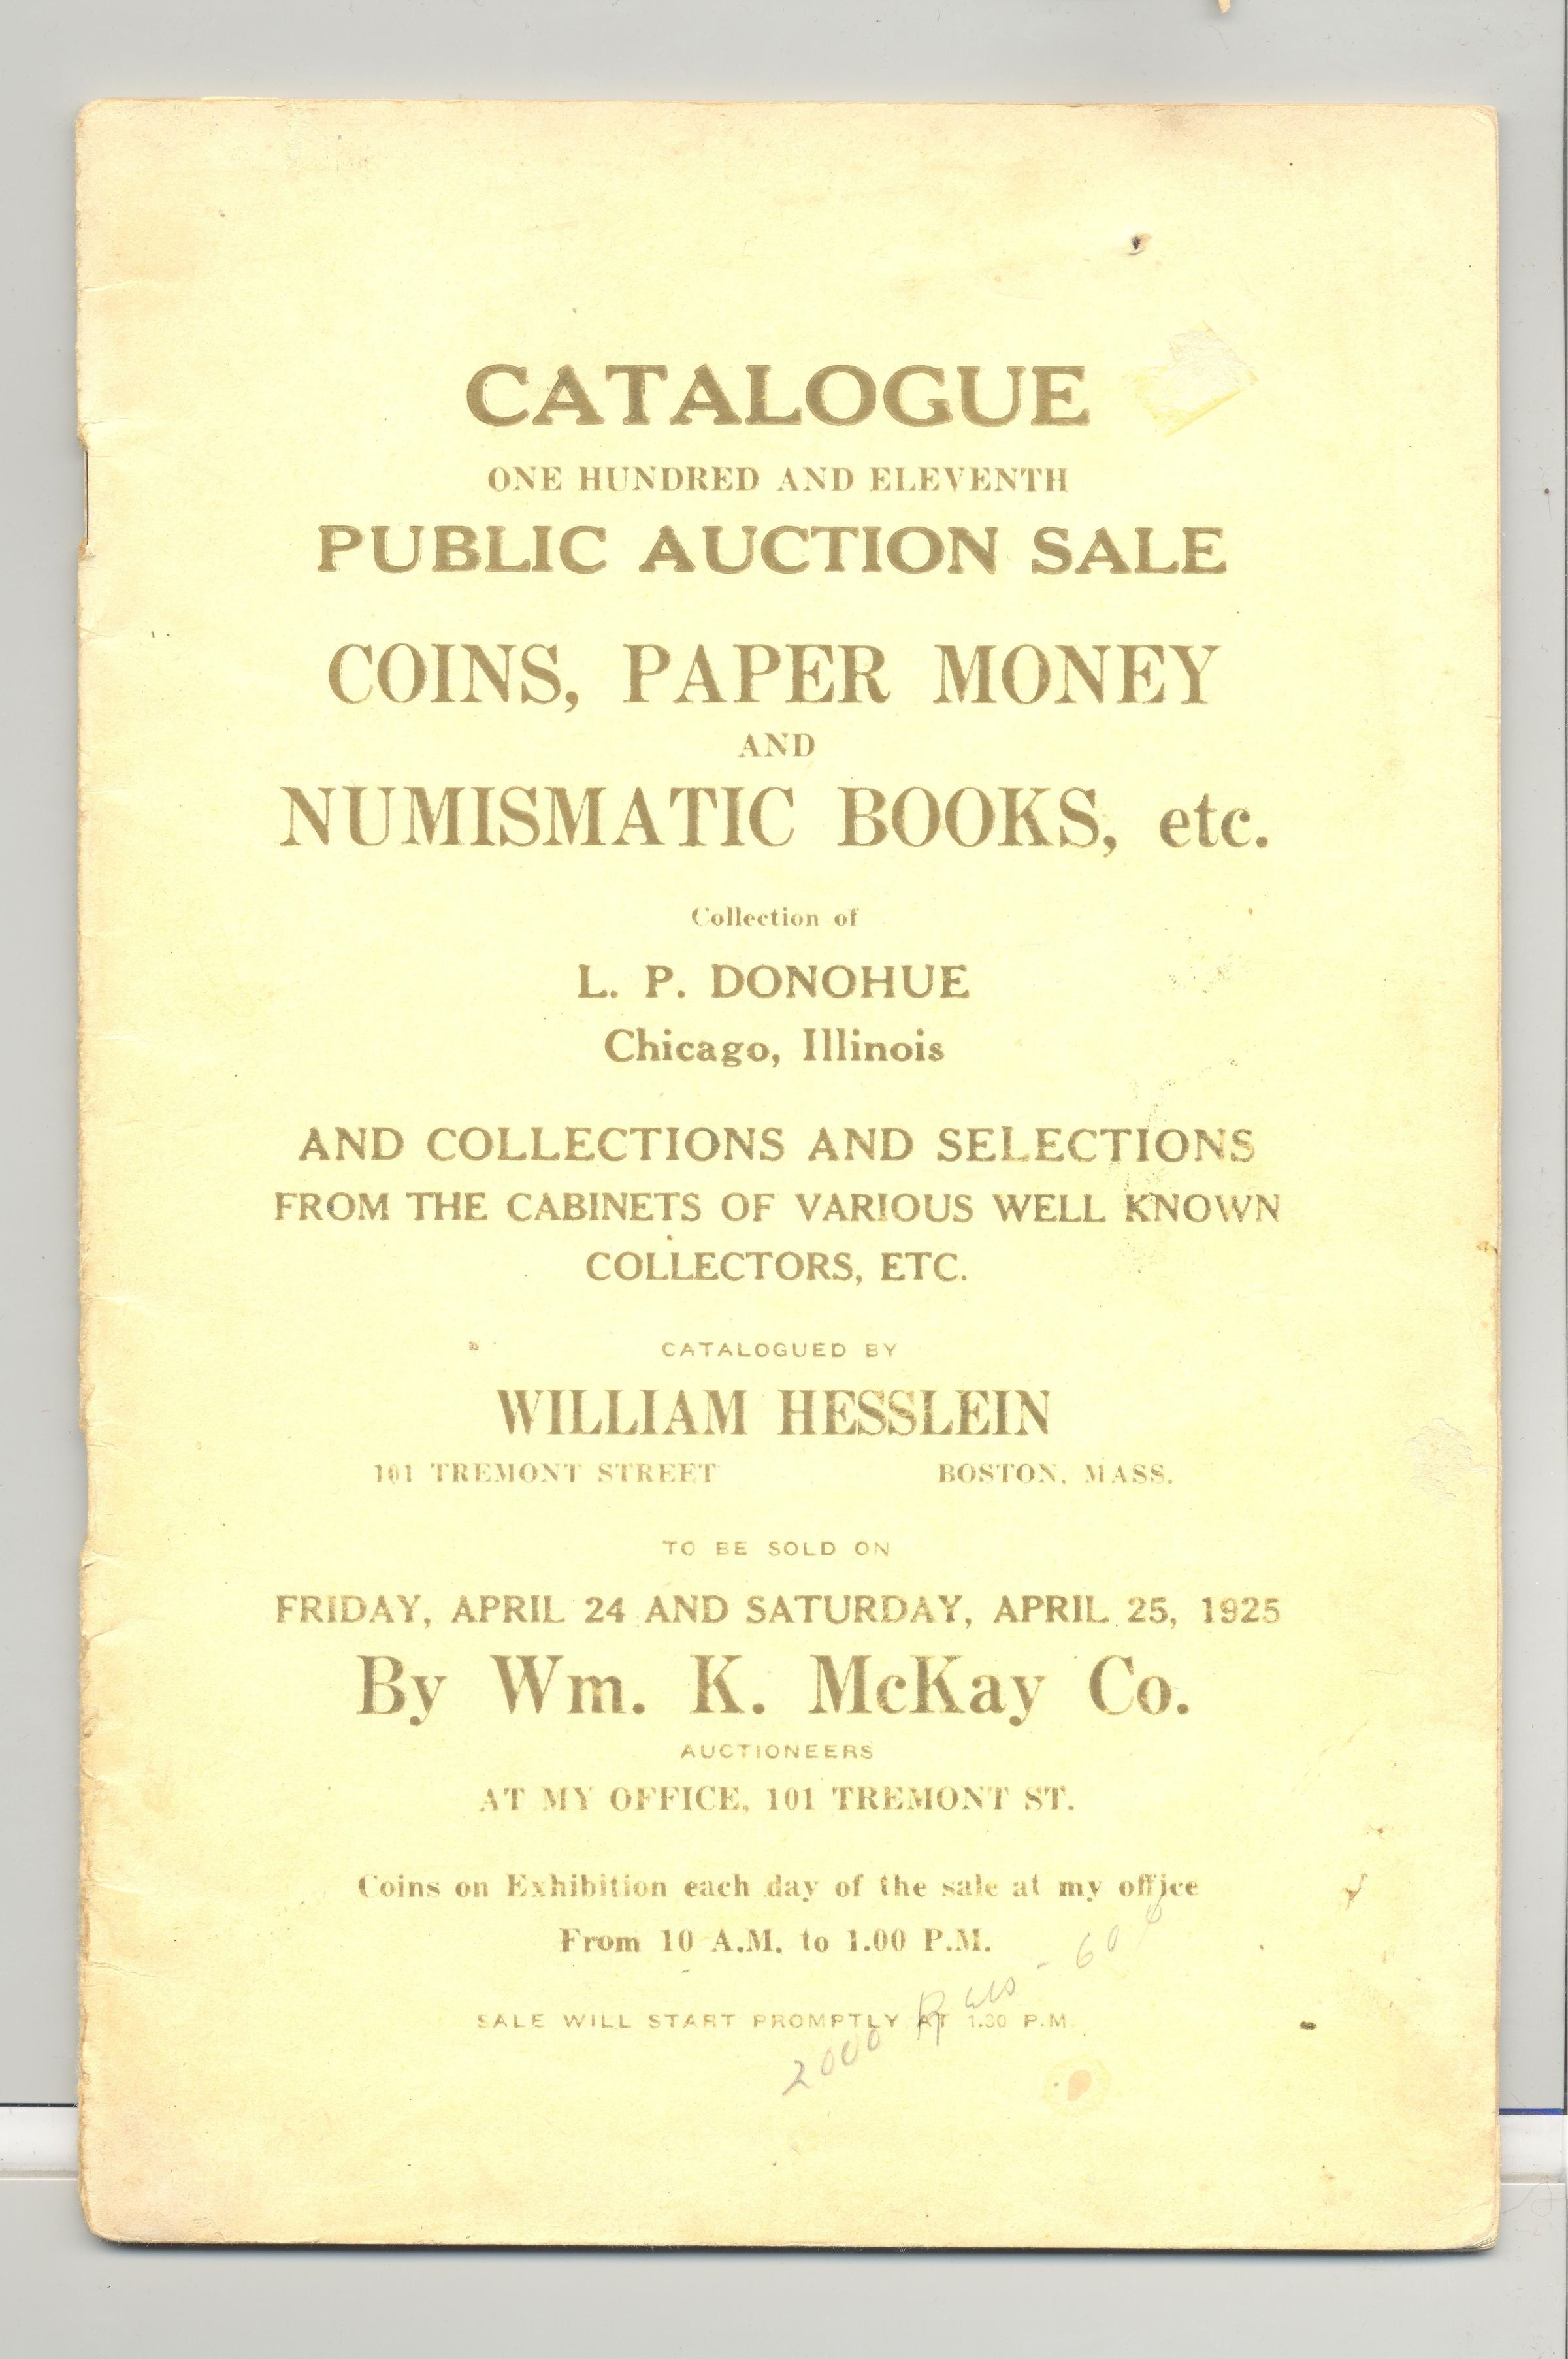 CATALOGUE
ONE HUNDRED AND ELEVENTH
PUBLIC AUCTION SALE
COINS, PAPER MONEY
AND
NUMISMATIC BOOKS, etc.
Collection of
L. P. DONOHUE
Chicago, Illinois
AND COLLECTIONS AND SELECTIONS
FROM THE CABINETS OF VARIOUS WELL KNOWN
COLLECTORS, ETC.
CATALOGUED BY
WILLIAM HESSLEIN
101 TREMONT STREET BOSTON, MASS.
TO BE SOLD ON
FRIDAY, APRIL 24 AND SATURDAY, APRIL 25, 1925
By Wm. K. McKay Co.
AUCTIONEERS
AT MY OFFICE, 101 TREMONT ST.
Coins on Exhibition each day of the sale at my office
From 10 A.M. to 1.00 P.M.
SALE WILL START PROMPTLY AT 1.30 P.M.
2000